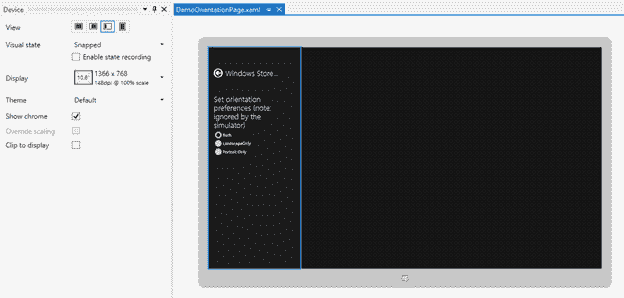 Device
DemoOrientationPage.xaml
View
Visual state Snapped
Enable state recording
Display 10.6" 1366 x 768
148dpi @ 100% scale
Theme Default
Show chrome
Override scaling
Clip to display
Windows Store...
Set orientation
preferences (note:
ignored by the
simulator)
Both
LandscapeOnly
Portrait Only